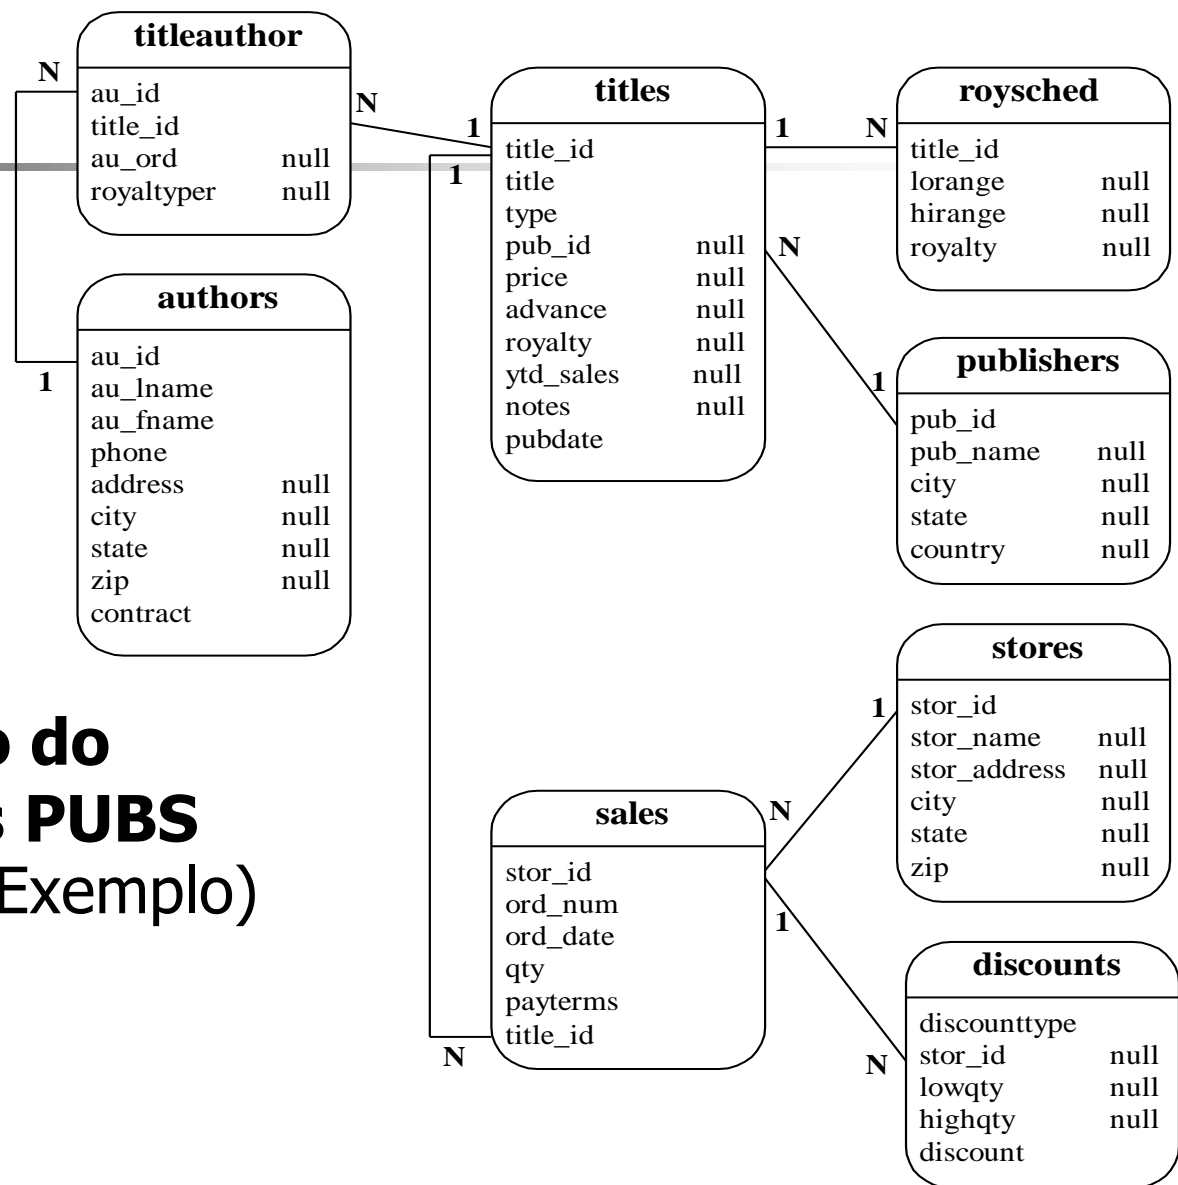 titleauthor
N
au_id
title_id
au_ord null
royaltyper null
N
1
authors
au_id
au_lname
au_fname
phone
address null
city null
state null
zip null
contract
1
titles
1
title_id
title
type
pub_id null
price null
advance null
royalty null
ytd_sales null
notes null
pubdate
1
N
N
roysched
title_id
lorange null
hirange null
royalty null
publishers
1
pub_id
pub_name null
city null
state null
country null
stores
1
stor_id
stor_name null
stor_address null
city null
state null
zip null
sales
N
stor_id
ord_num
ord_date
qty
payterms
title_id
N
1
N
discounts
discounttype
stor_id null
lowqty null
highqty null
discount
do
PUBS
Exemplo)